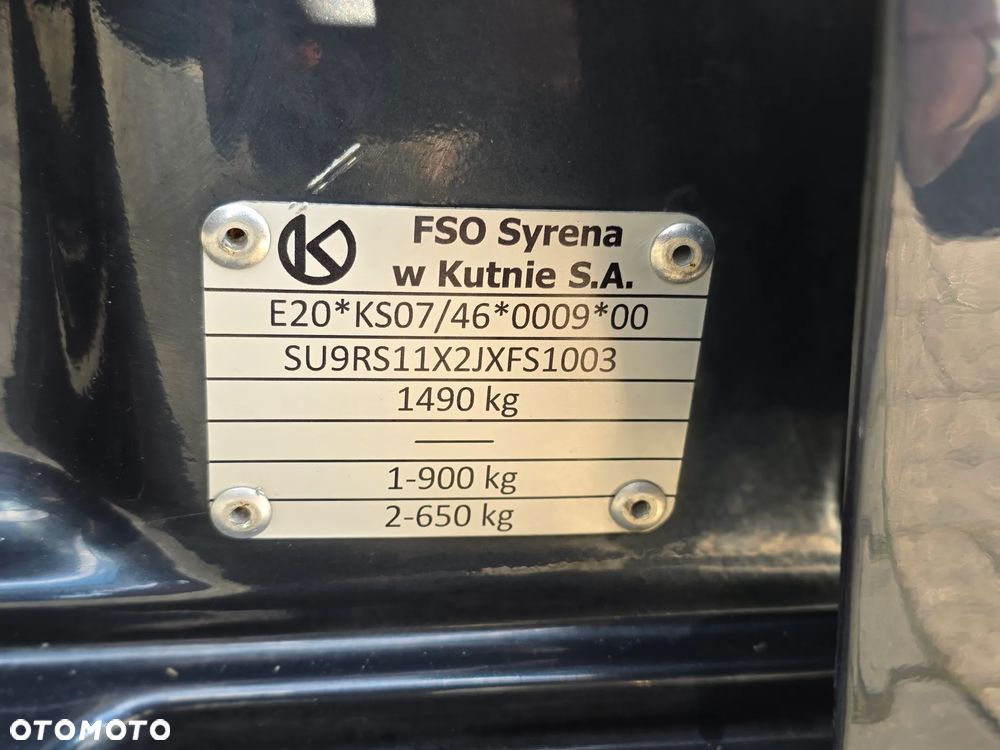 FSO Syrena
w Kutnie S.A.
E20*KS07/46*0009*00
SU9RS11X2JXFS1003
1490 kg
1-900 kg
2-650 kg
OTOMOTO